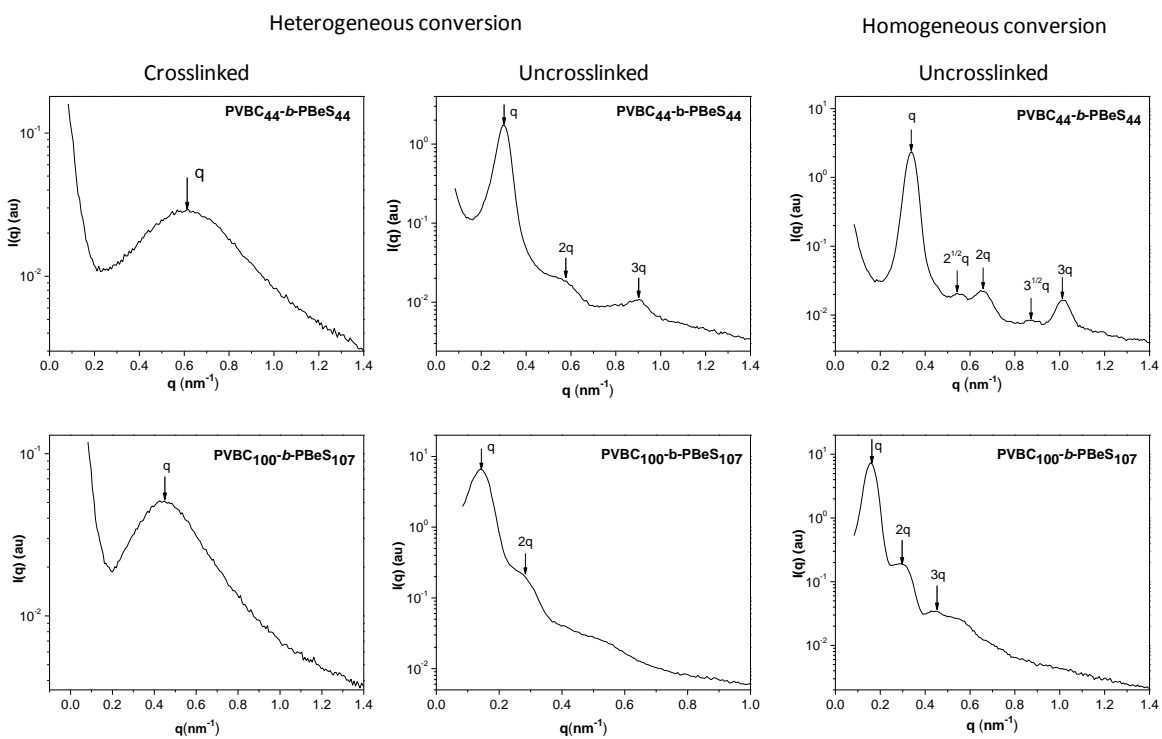 Heterogeneous conversion
Homogeneous conversion
Crosslinked
Uncrosslinked
Uncrosslinked
PVBC44-b-PBeS44
q
10-1
10-2
I(q) (au)
0.0 0.2 0.4 0.6 0.8 1.0 1.2 1.4
q (nm-1)
PVBC44-b-PBeS44
q
2q
3q
100
10-1
10-2
I(q) (au)
0.0 0.2 0.4 0.6 0.8 1.0 1.2 1.4
q (nm-1)
PVBC44-b-PBeS44
q
21/2q
2q
31/2q
3q
101
100
10-1
10-2
I(q) (au)
0.0 0.2 0.4 0.6 0.8 1.0 1.2 1.4
q (nm-1)
PVBC100-b-PBeS107
q
10-1
10-2
I(q) (au)
0.0 0.2 0.4 0.6 0.8 1.0 1.2 1.4
q(nm-1)
PVBC100-b-PBeS107
q
2q
101
100
10-1
10-2
I(q) (au)
0.0 0.2 0.4 0.6 0.8 1.0
q(nm-1)
PVBC100-b-PBeS107
q
2q
3q
101
100
10-1
10-2
I(q) (au)
0.0 0.2 0.4 0.6 0.8 1.0 1.2 1.4
q(nm-1)